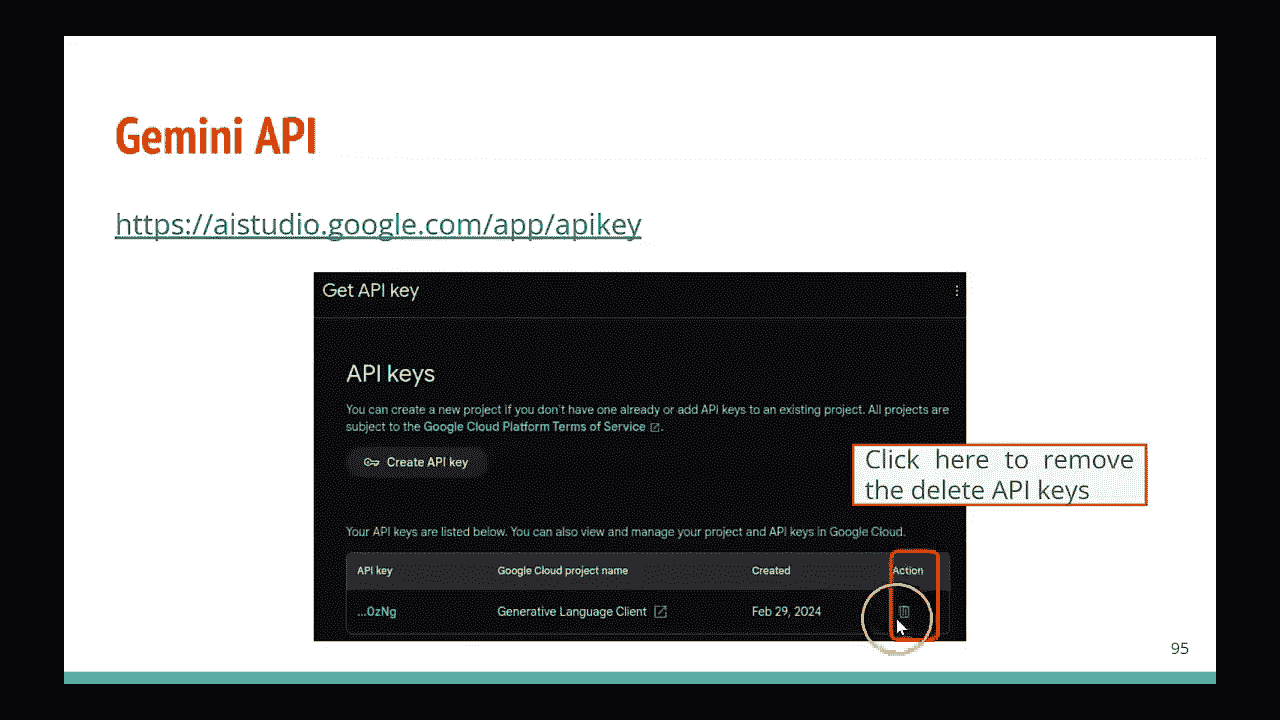 Gemini API
https://aistudio.google.com/app/apikey
Get API key
API keys
You can create a new project if you don't have one already or add API keys to an existing project. All projects are
subject to the Google Cloud Platform Terms of Service
Create API key
Click here to remove
the delete API keys
Your API keys are listed below. You can also view and manage your project and API keys in Google Cloud.
API key Google Cloud project name Created Action
...0zNg Generative Language Client Feb 29, 2024
95